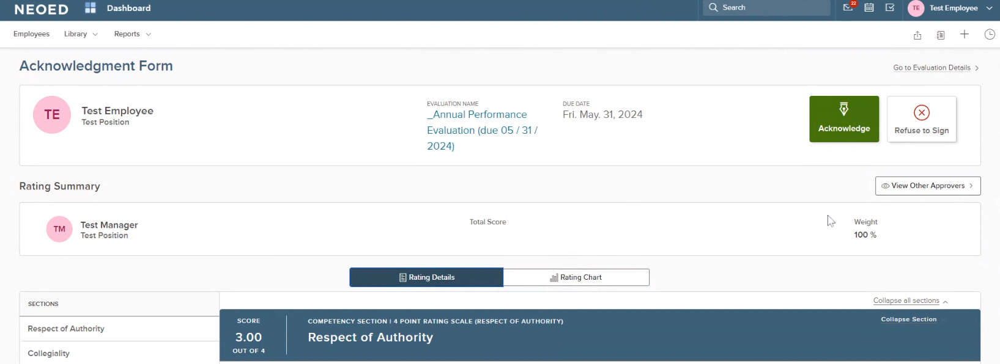 NEOED
Dashboard
Search
22
TE
Test Employee
Employees
Library
Reports
Acknowledgment Form
Go to Evaluation Details
TE
Test Employee
Test Position
EVALUATION NAME
_Annual Performance
Evaluation (due 05 / 31 /
2024)
DUE DATE
Fri. May. 31, 2024
Acknowledge
Refuse to Sign
Rating Summary
View Other Approvers
TM
Test Manager
Test Position
Total Score
Weight
100 %
Rating Details
Rating Chart
SECTIONS
Collapse all sections
Respect of Authority
Collegiality
SCORE
3.00
OUT OF 4
COMPETENCY SECTION | 4 POINT RATING SCALE (RESPECT OF AUTHORITY)
Respect of Authority
Collapse Section